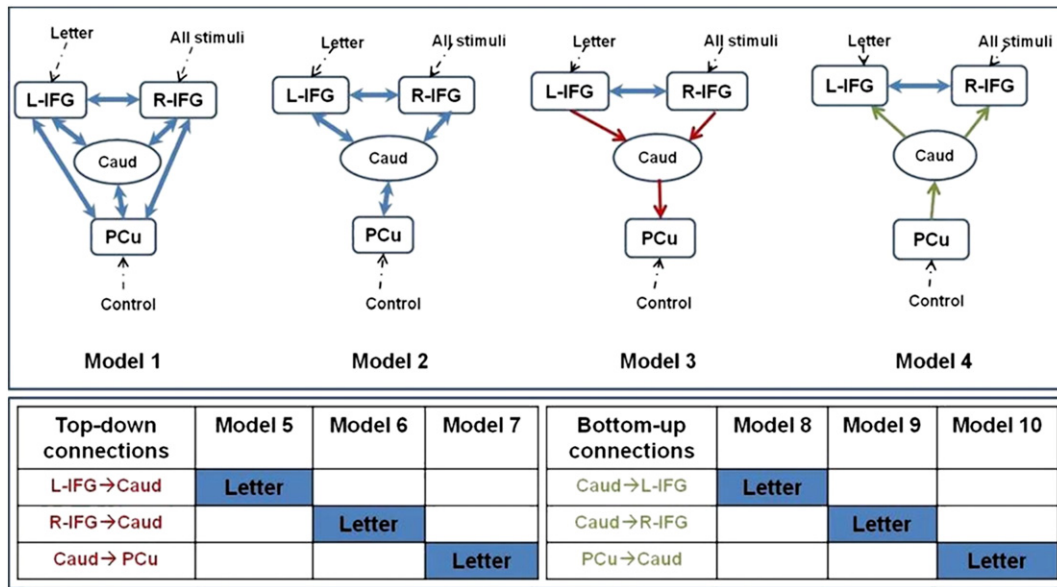 Letter All stimuli
L-IFG R-IFG
Caud
PCu
Control
Model 1
Letter All stimuli
L-IFG R-IFG
Caud
PCu
Control
Model 2
Letter All stimuli
L-IFG R-IFG
Caud
PCu
Control
Model 3
Letter All stimuli
L-IFG R-IFG
Caud
PCu
Control
Model 4
Top-down connections Model 5 Model 6 Model 7
L-IFG→Caud Letter
R-IFG→Caud Letter
Caud→PCu Letter
Bottom-up connections Model 8 Model 9 Model 10
Caud→L-IFG Letter
Caud→R-IFG Letter
PCu→Caud Letter